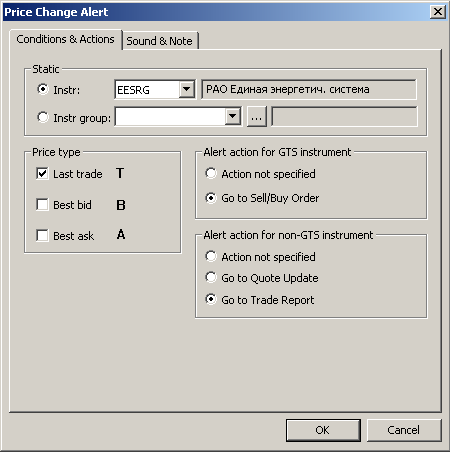 Price Change Alert
Conditions & Actions Sound & Note
Static
Instr: EESRG РАО Единая энергетич. система
Instr group: ...
Price type
Last trade T
Best bid B
Best ask A
Alert action for GTS instrument
Action not specified
Go to Sell/Buy Order
Alert action for non-GTS instrument
Action not specified
Go to Quote Update
Go to Trade Report
OK Cancel